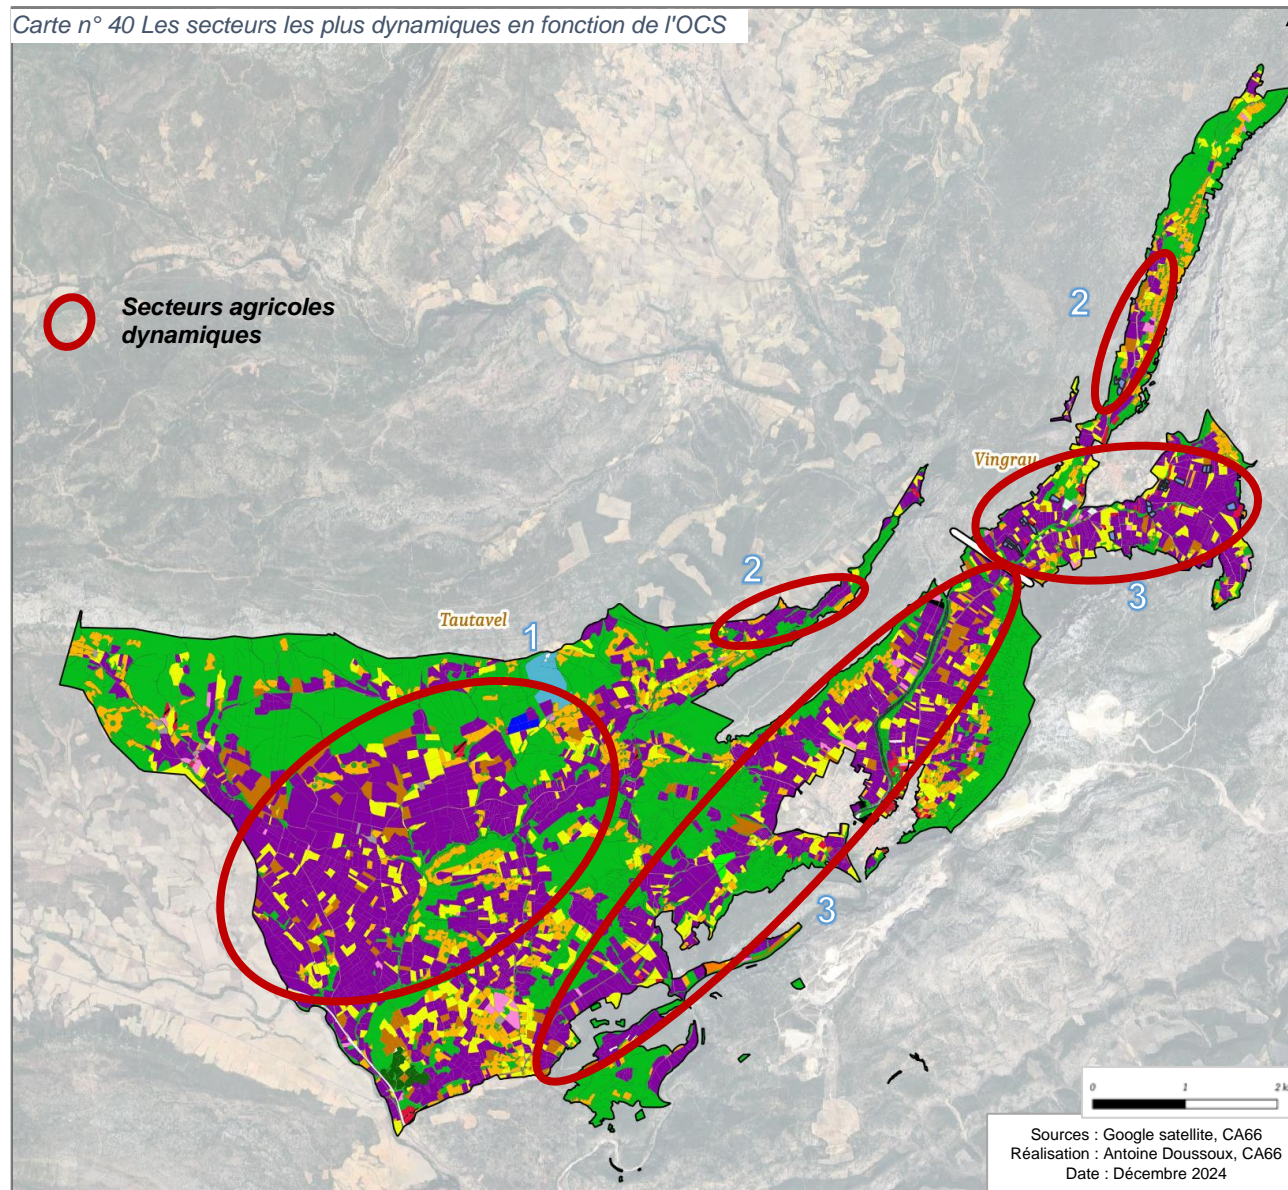 Carte n° 40 Les secteurs les plus dynamiques en fonction de l'OCS
Secteurs agricoles
dynamiques
2
Vingrau
3
2
Tautavel
1
3
0 1 2 k
Sources : Google satellite, CA66
Réalisation : Antoine Doussoux, CA66
Date : Décembre 2024